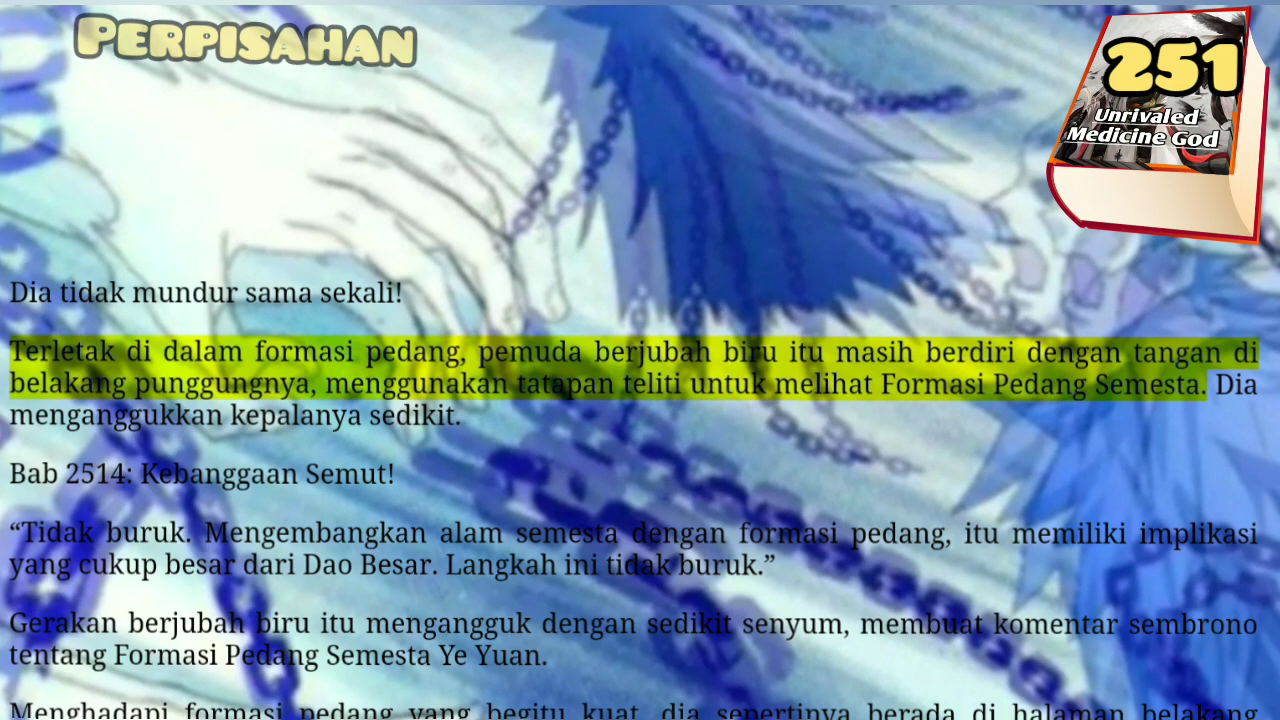 PERPISAHAN
251
Unrivaled
Medicine God
Dia tidak mundur sama sekali!
Terletak di dalam formasi pedang, pemuda berjubah biru itu masih berdiri dengan tangan di
belakang punggungnya, menggunakan tatapan teliti untuk melihat Formasi Pedang Semesta. Dia
menganggukkan kepalanya sedikit.
Bab 2514: Kebanggaan Semut!
“Tidak buruk. Mengembangkan alam semesta dengan formasi pedang, itu memiliki implikasi
yang cukup besar dari Dao Besar. Langkah ini tidak buruk.”
Gerakan berjubah biru itu mengangguk dengan sedikit senyum, membuat komentar sembrono
tentang Formasi Pedang Semesta Ye Yuan.
Menghadapi formasi pedang yang begitu kuat, dia sepertinya berada di halaman belakang